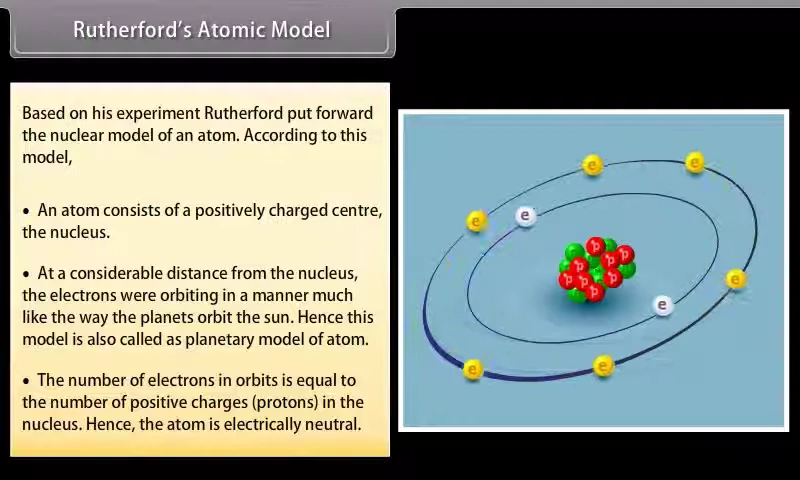 Rutherford's Atomic Model
Based on his experiment Rutherford put forward
the nuclear model of an atom. According to this
model,
• An atom consists of a positively charged centre,
the nucleus.
• At a considerable distance from the nucleus,
the electrons were orbiting in a manner much
like the way the planets orbit the sun. Hence this
model is also called as planetary model of atom.
• The number of electrons in orbits is equal to
the number of positive charges (protons) in the
nucleus. Hence, the atom is electrically neutral.
e e
e e
p
p p
p
e
p p p
p
e
e e